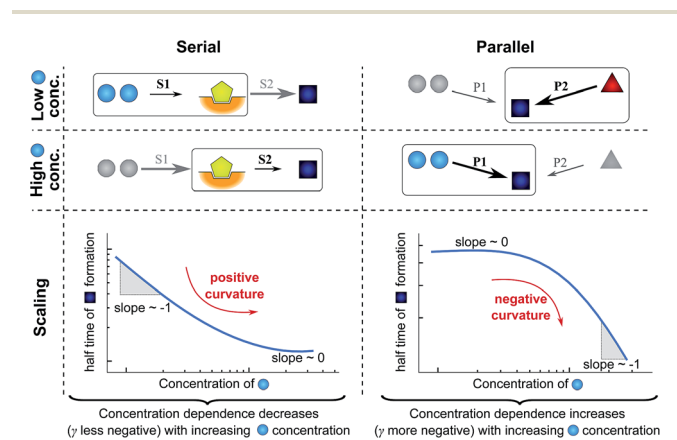 Serial
Parallel
Low
conc.
S1
S2
P1
P2
High
conc.
S1
S2
P1
P2
Scaling
half time of formation
positive
curvature
slope ~ -1
slope ~ 0
Concentration of
half time of formation
slope ~ 0
negative
curvature
slope ~ -1
Concentration of
Concentration dependence decreases
(γ less negative) with increasing concentration
Concentration dependence increases
(γ more negative) with increasing concentration